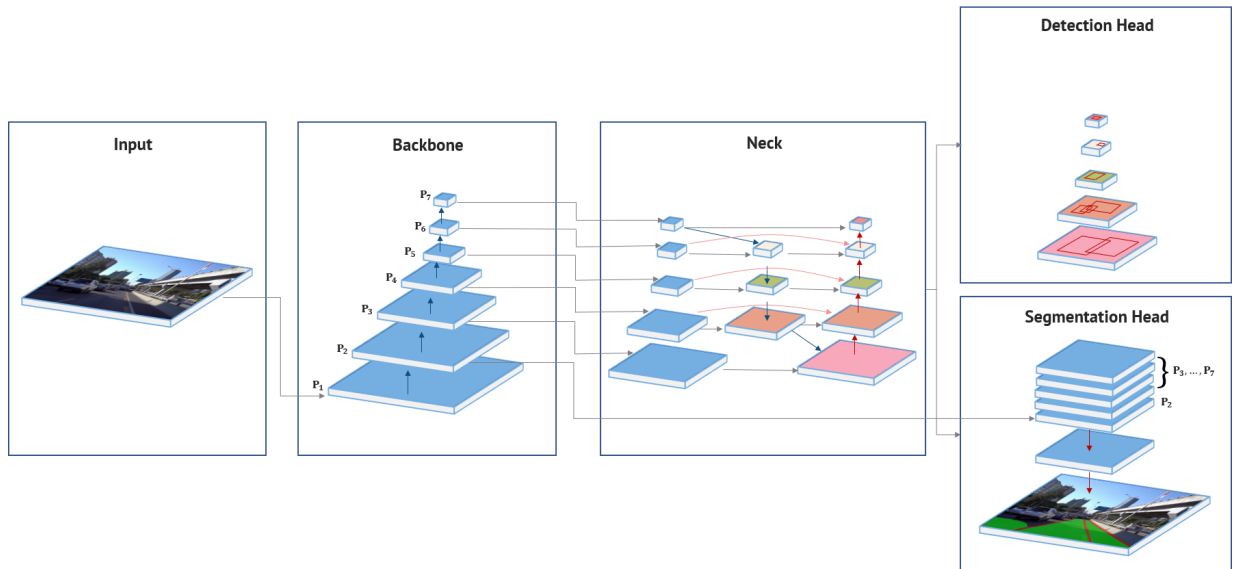 Detection Head
Input
Backbone
Neck
P7
P6
P5
P4
P3
P2
P1
Segmentation Head
P3, ..., P7
P2